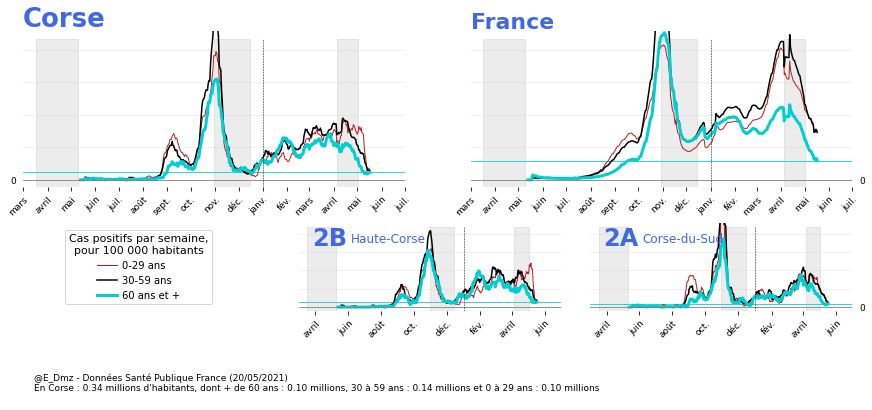 Corse
France
0
mars avril mai juin juil. août sept. oct. nov. déc. janv. fév. mars avril mai juin juil.
mars avril mai juin juil. août sept. oct. nov. déc. janv. fév. mars avril mai juin juil.
0
Cas positifs par semaine,
pour 100 000 habitants
0-29 ans
30-59 ans
60 ans et +
2B Haute-Corse
avril juin août oct. déc. fév. avril juin
2A Corse-du-Sud
0
avril juin août oct. déc. fév. avril juin
@E_Dmz - Données Santé Publique France (20/05/2021)
En Corse : 0.34 millions d'habitants, dont + de 60 ans : 0.10 millions, 30 à 59 ans : 0.14 millions et 0 à 29 ans : 0.10 millions